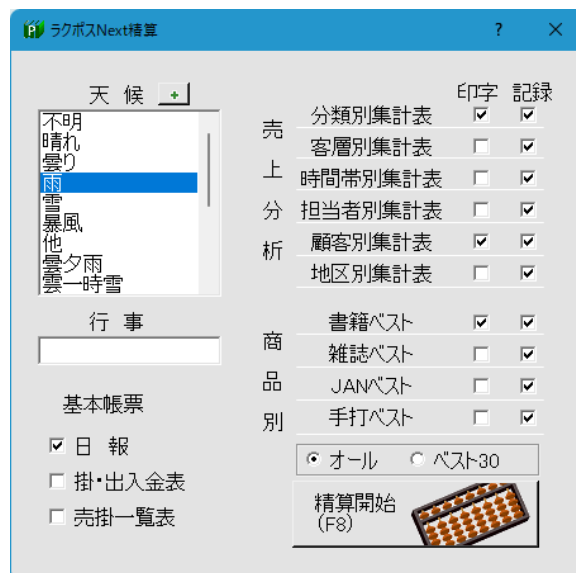 ラクポスNext精算
天 候
不明
晴れ
曇り
雨
雪
暴風
他
曇夕雨
雲一時雪
行 事
基本帳票
日 報
掛・出入金表
売掛一覧表
印字 記録
売上分析
分類別集計表
客層別集計表
時間帯別集計表
担当者別集計表
顧客別集計表
地区別集計表
商品別
書籍ベスト
雑誌ベスト
JANベスト
手打ベスト
オール ベスト30
精算開始
(F8)